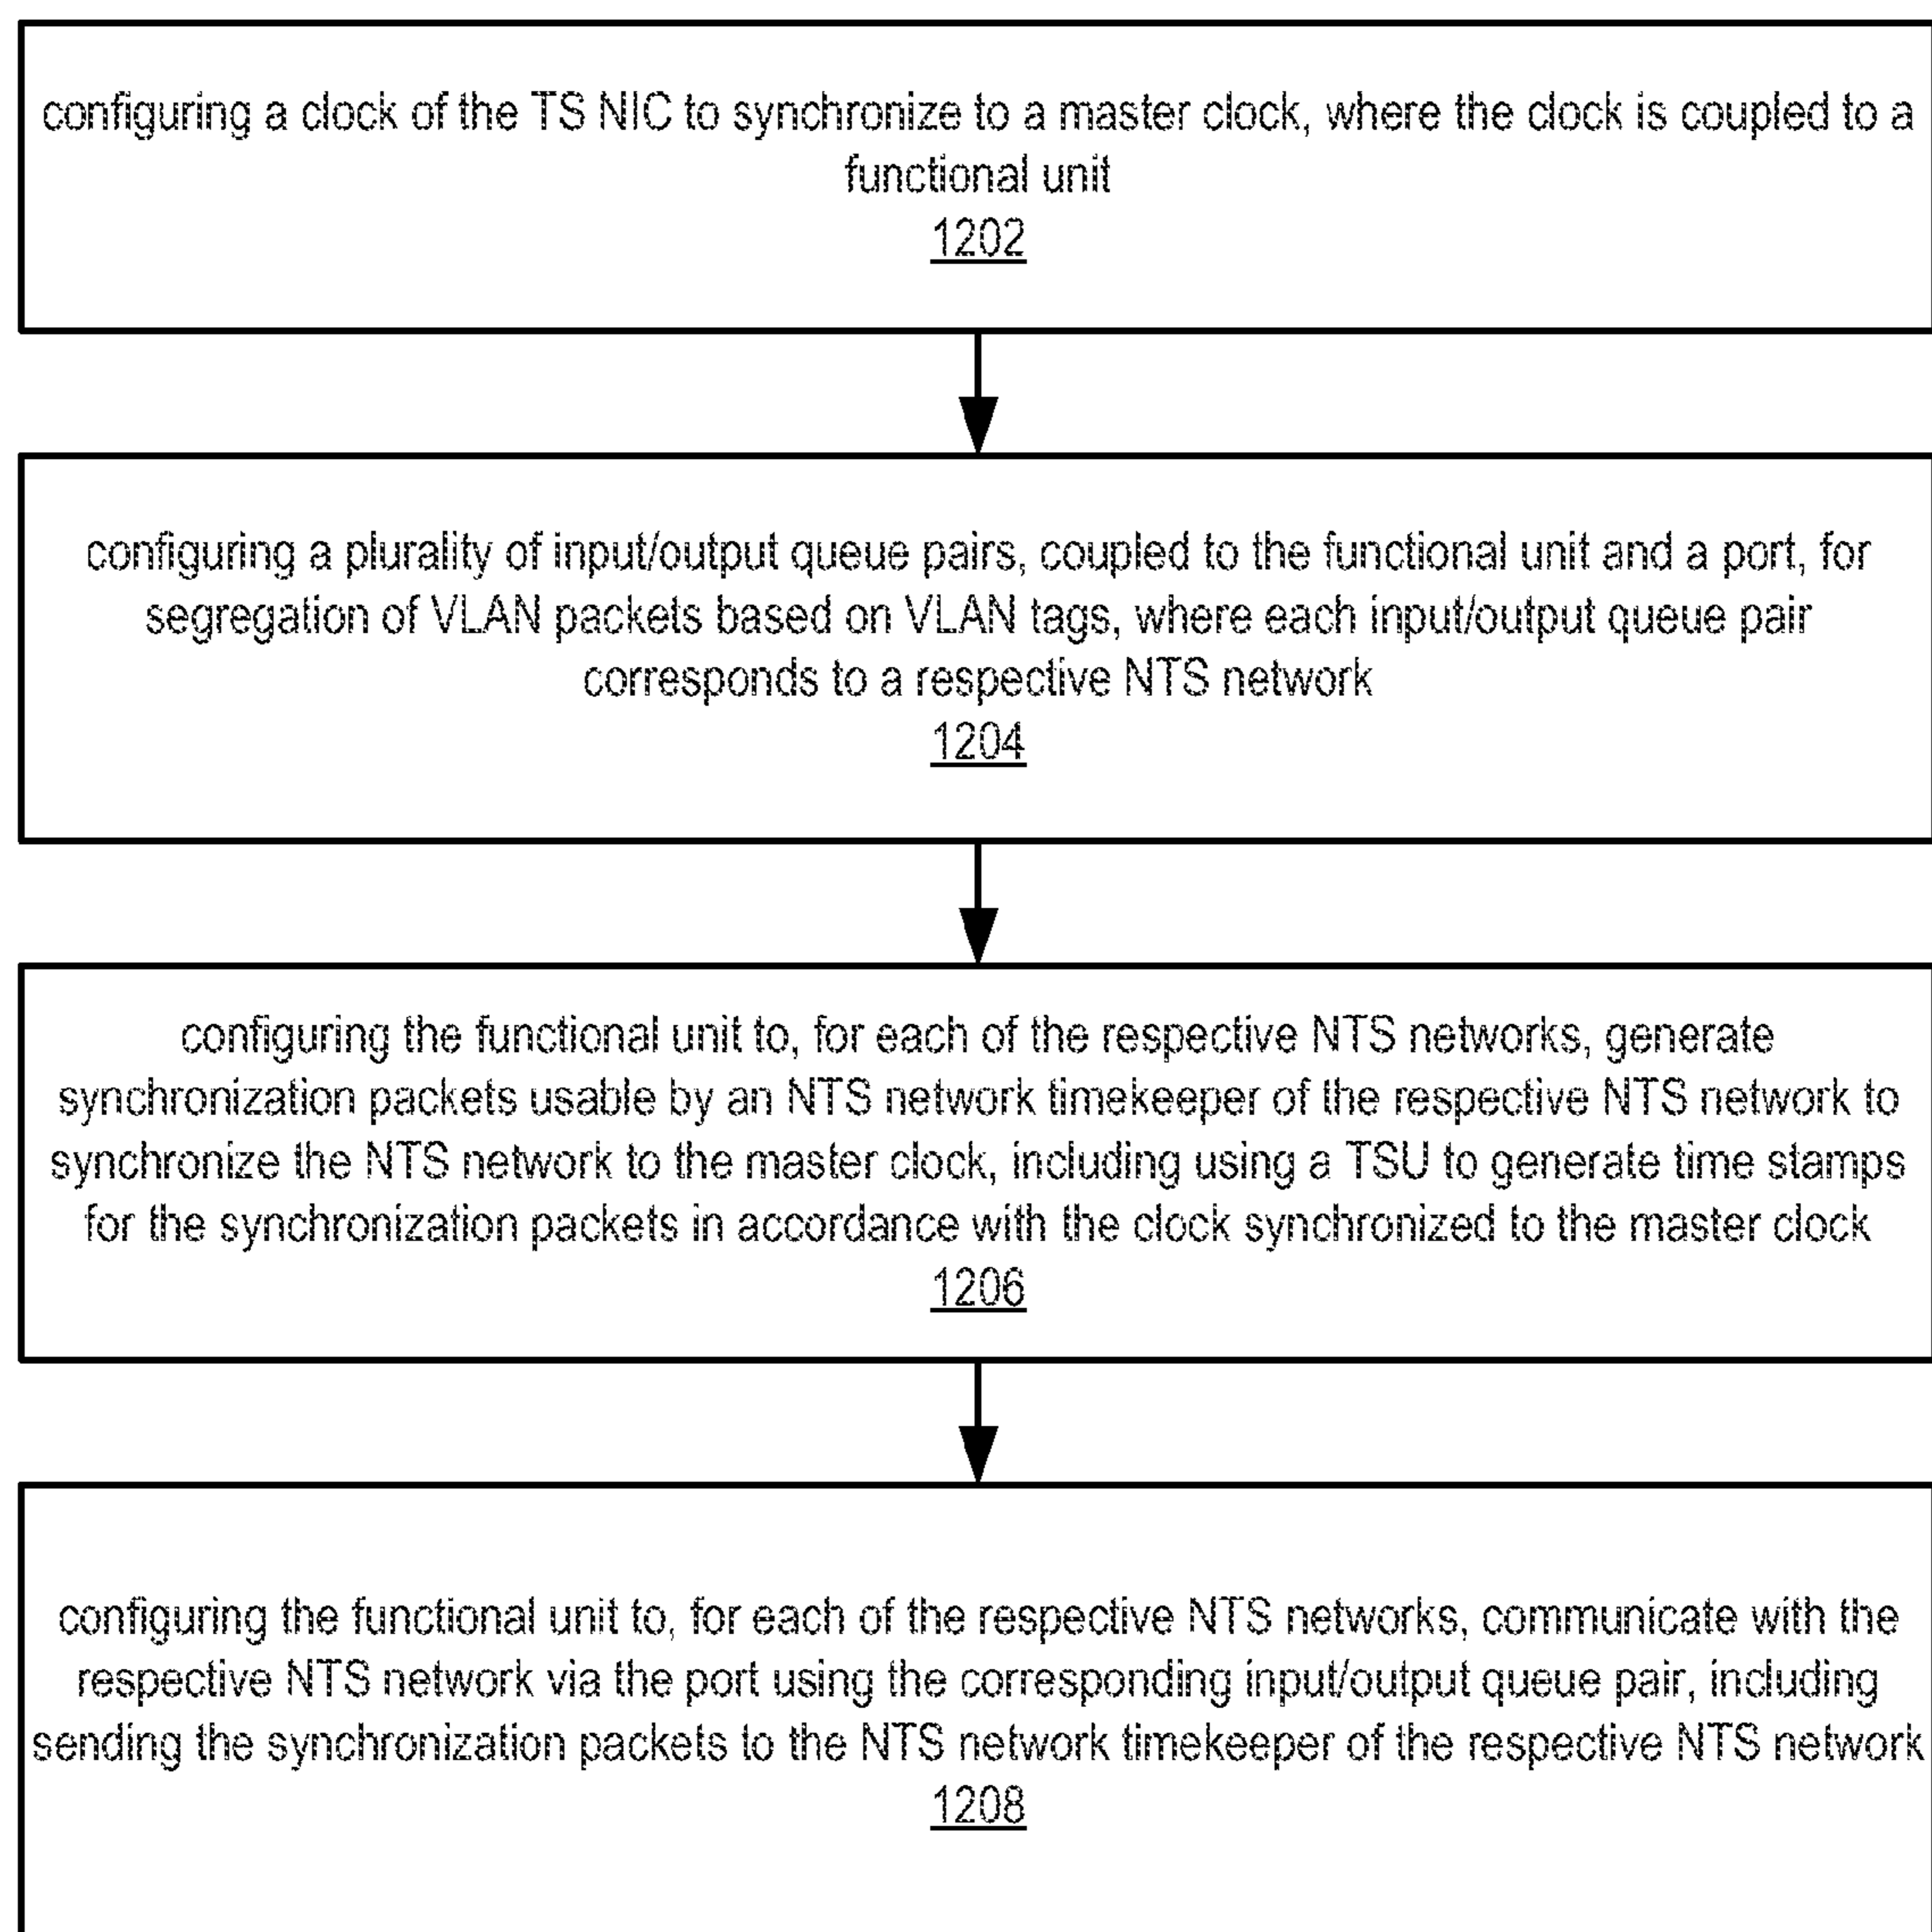 configuring a clock of the TS NIC to synchronize to a master clock, where the clock is coupled to a
functional unit
1202
configuring a plurality of input/output queue pairs, coupled to the functional unit and a port, for
segregation of VLAN packets based on VLAN tags, where each input/output queue pair
corresponds to a respective NTS network
1204
configuring the functional unit to, for each of the respective NTS networks, generate
synchronization packets usable by an NTS network timekeeper of the respective NTS network to
synchronize the NTS network to the master clock, including using a TSU to generate time stamps
for the synchronization packets in accordance with the clock synchronized to the master clock
1206
configuring the functional unit to, for each of the respective NTS networks, communicate with the
respective NTS network via the port using the corresponding input/output queue pair, including
sending the synchronization packets to the NTS network timekeeper of the respective NTS network
1208